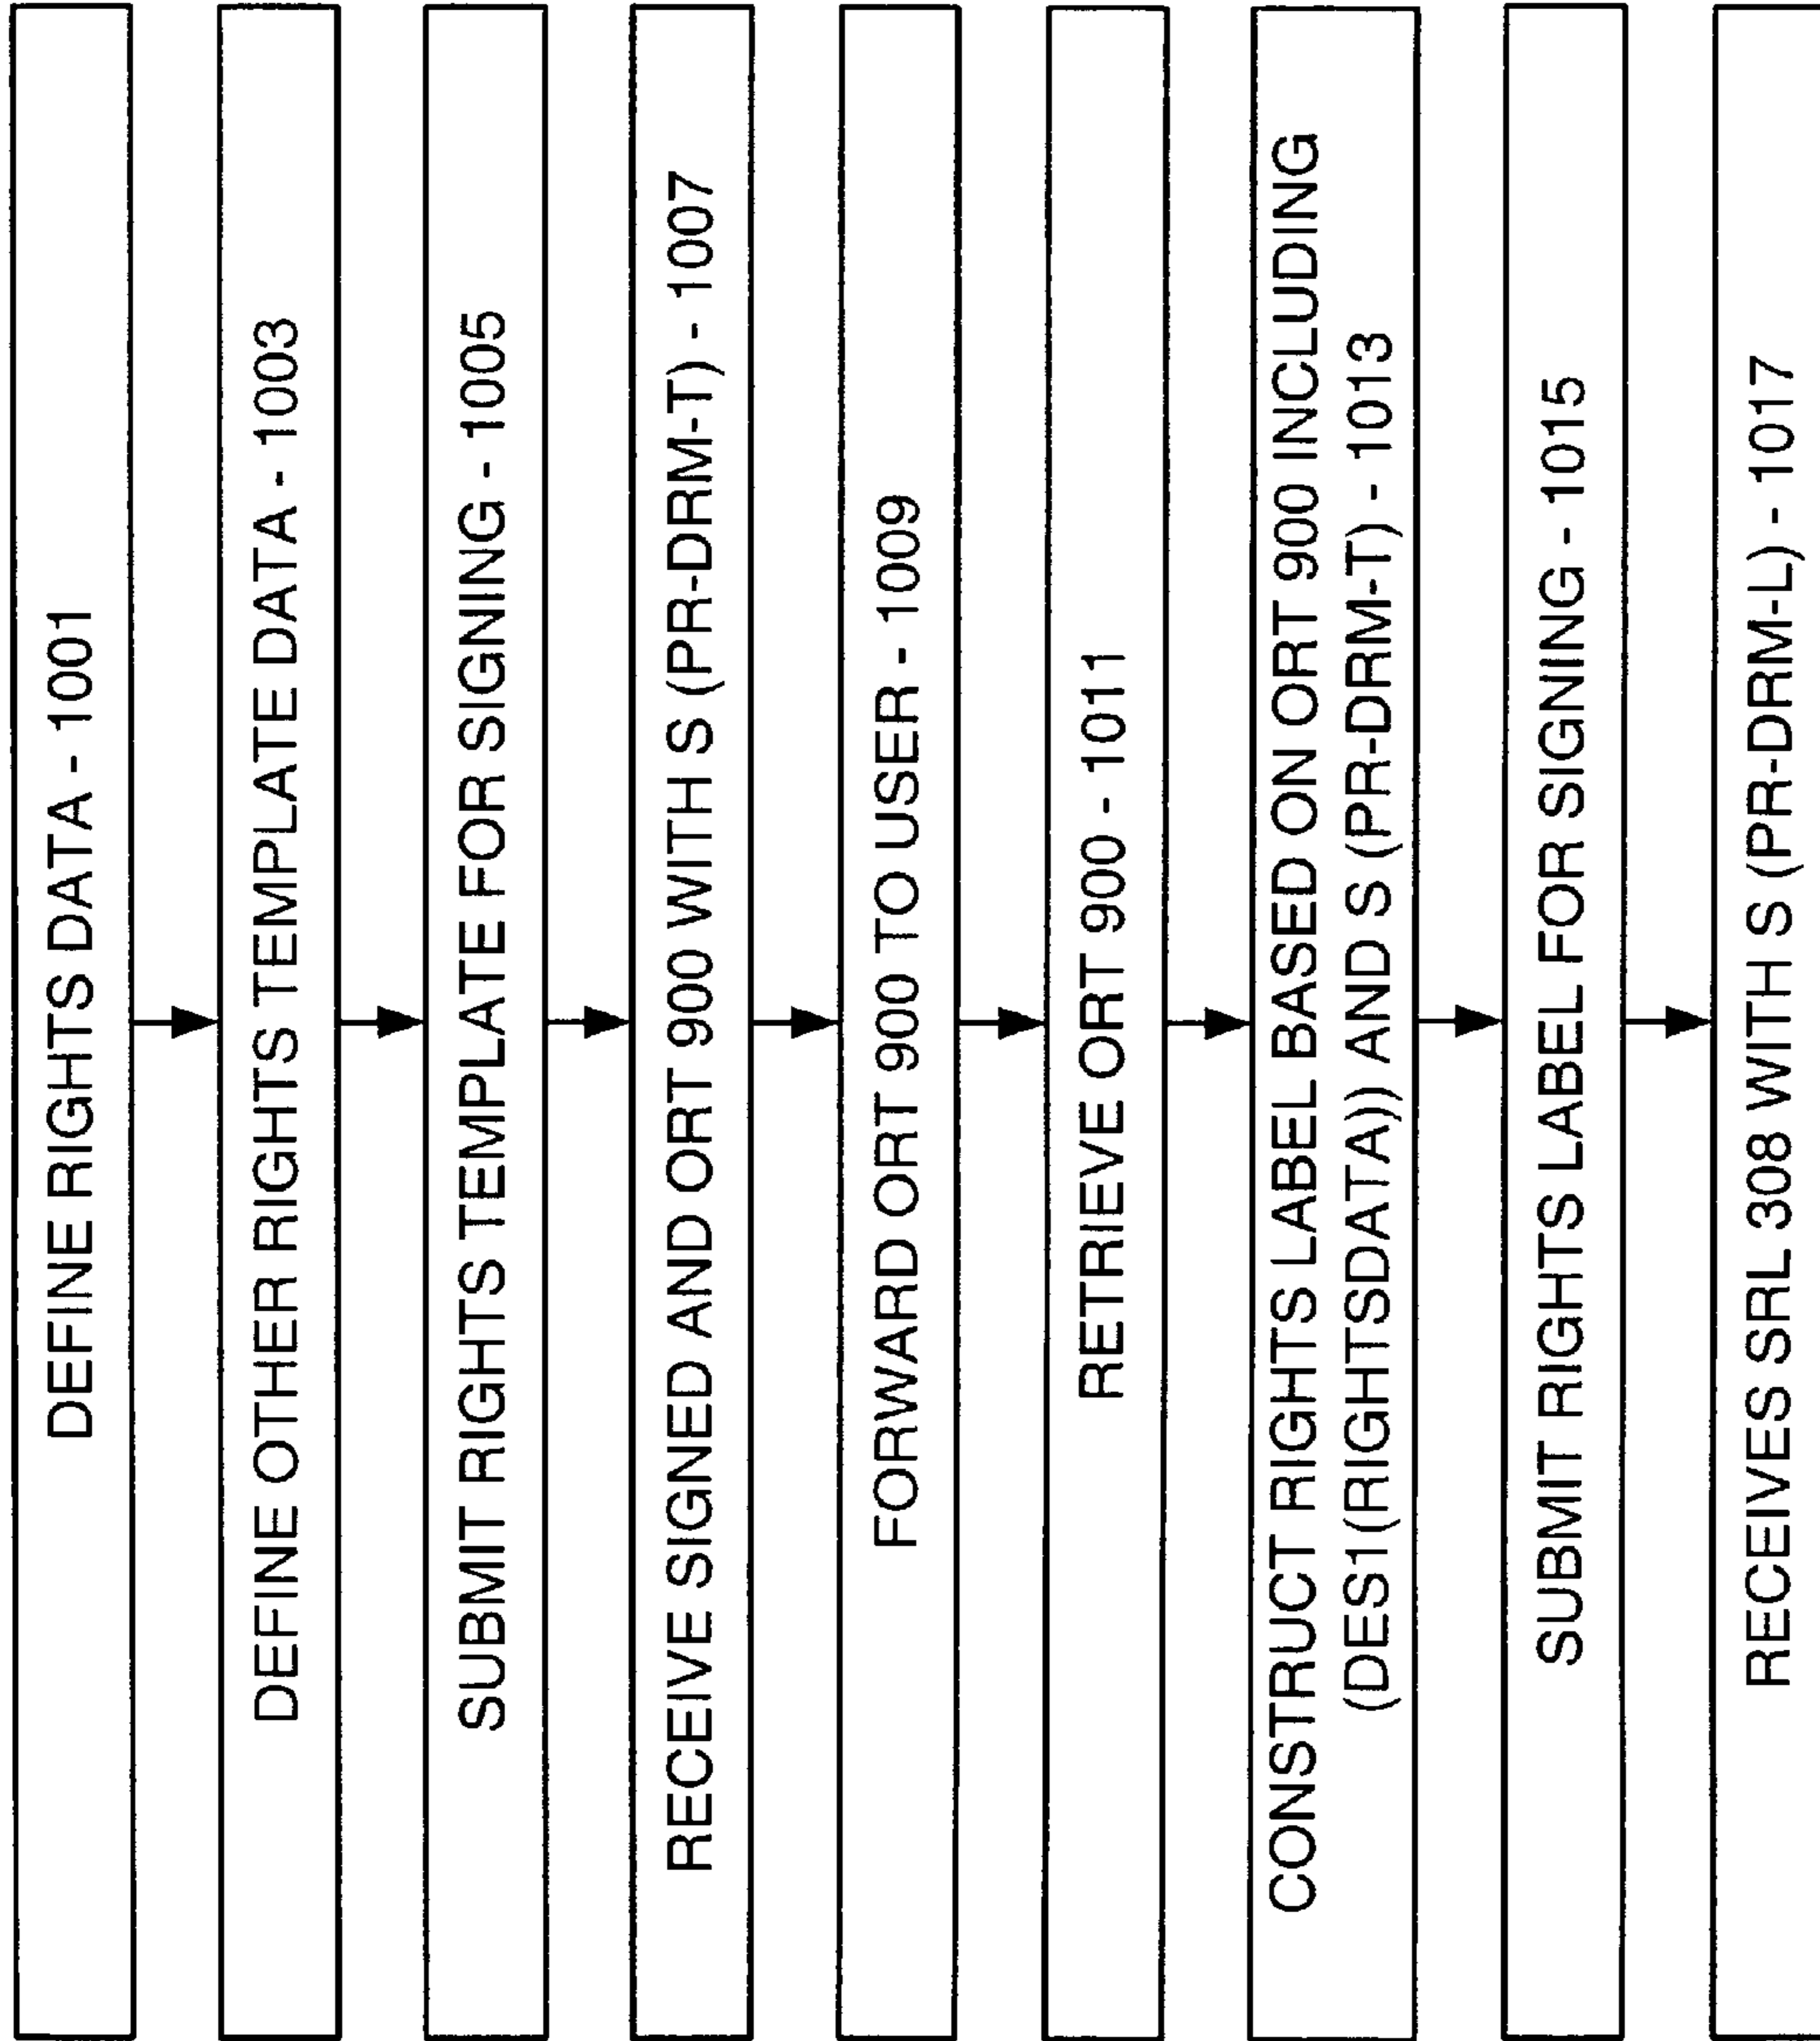 DEFINE RIGHTS DATA - 1001
DEFINE OTHER RIGHTS TEMPLATE DATA - 1003
SUBMIT RIGHTS TEMPLATE FOR SIGNING - 1005
RECEIVE SIGNED AND ORT 900 WITH S (PR-DRM-T) - 1007
FORWARD ORT 900 TO USER - 1009
RETRIEVE ORT 900 - 1011
CONSTRUCT RIGHTS LABEL BASED ON ORT 900 INCLUDING
(DES1(RIGHTSDATA)) AND S (PR-DRM-T) - 1013
SUBMIT RIGHTS LABEL FOR SIGNING - 1015
RECEIVES SRL 308 WITH S (PR-DRM-L) - 1017